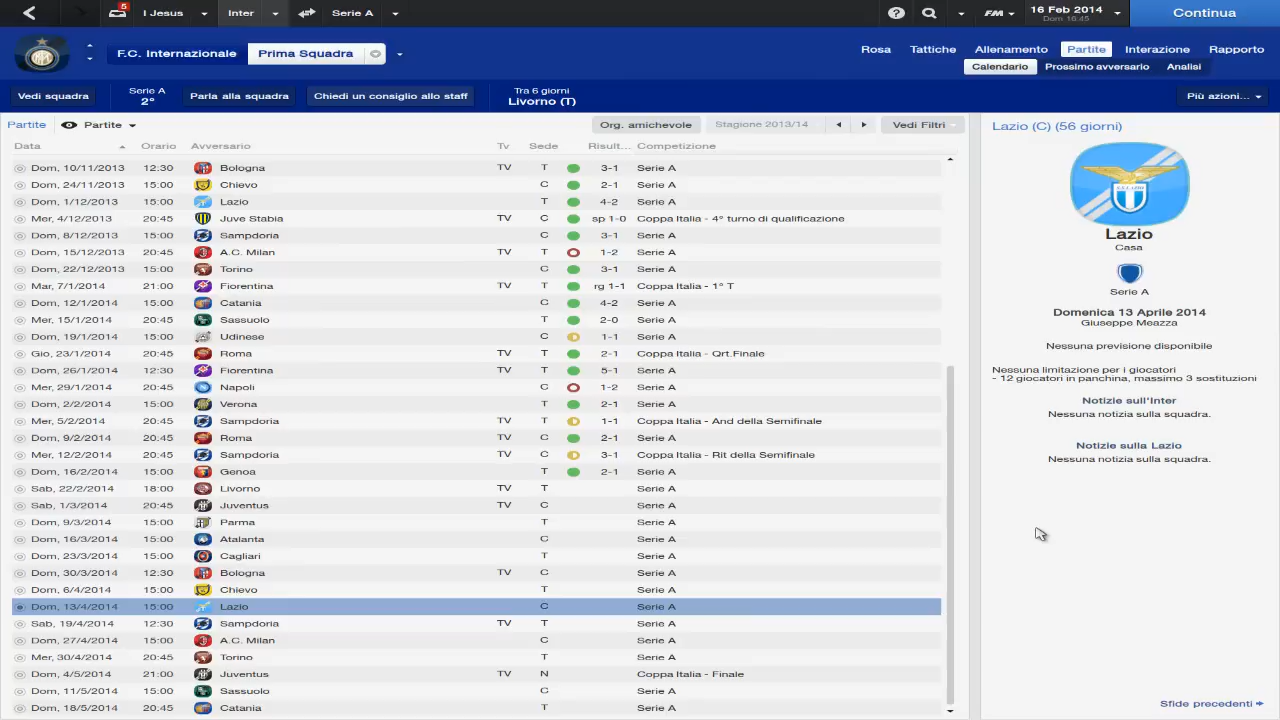 5
I Jesus
Inter
Serie A
FM
16 Feb 2014
Dom 16:45
Continua
F.C. Internazionale
Prima Squadra
Rosa
Tattiche
Allenamento
Partite
Interazione
Rapporto
Calendario
Prossimo avversario
Analisi
Vedi squadra
Serie A
2°
Parla alla squadra
Chiedi un consiglio allo staff
Tra 6 giorni
Livorno (T)
Più azioni...
Partite
Partite
Org. amichevole
Stagione 2013/14
Vedi Filtri
Data Orario Avversario Tv Sede Risult... Competizione
Dom, 10/11/2013 12:30 Bologna TV T 3-1 Serie A
Dom, 24/11/2013 15:00 Chievo C 2-1 Serie A
Dom, 1/12/2013 15:00 Lazio T 4-2 Serie A
Mer, 4/12/2013 20:45 Juve Stabia TV C sp 1-0 Coppa Italia - 4° turno di qualificazione
Dom, 8/12/2013 20:45 Sampdoria C 3-1 Serie A
Dom, 15/12/2013 20:45 A.C. Milan TV T 1-2 Serie A
Dom, 22/12/2013 15:00 Torino C 3-1 Serie A
Mar, 7/1/2014 21:00 Fiorentina TV T rg 1-1 Coppa Italia - 1° T
Dom, 12/1/2014 15:00 Catania C 4-2 Serie A
Mer, 15/1/2014 20:45 Sassuolo T 2-0 Serie A
Dom, 19/1/2014 15:00 Udinese C 1-1 Serie A
Gio, 23/1/2014 20:45 Roma TV T 2-1 Coppa Italia - Qrt.Finale
Dom, 26/1/2014 12:30 Fiorentina TV T 5-1 Serie A
Mer, 29/1/2014 20:45 Napoli C 1-2 Serie A
Dom, 2/2/2014 15:00 Verona T 2-1 Serie A
Mer, 5/2/2014 20:45 Sampdoria TV T 1-1 Coppa Italia - And della Semifinale
Dom, 9/2/2014 20:45 Roma TV C 2-1 Serie A
Mer, 12/2/2014 20:45 Sampdoria TV C 3-1 Coppa Italia - Rit della Semifinale
Dom, 16/2/2014 15:00 Genoa T 2-1 Serie A
Sab, 22/2/2014 18:00 Livorno TV T Serie A
Sab, 1/3/2014 20:45 Juventus TV C Serie A
Dom, 9/3/2014 15:00 Parma T Serie A
Dom, 16/3/2014 15:00 Atalanta C Serie A
Dom, 23/3/2014 15:00 Cagliari T Serie A
Dom, 30/3/2014 12:30 Bologna TV C Serie A
Dom, 6/4/2014 15:00 Chievo T Serie A
Dom, 13/4/2014 15:00 Lazio C Serie A
Sab, 19/4/2014 12:30 Sampdoria TV T Serie A
Dom, 27/4/2014 15:00 A.C. Milan C Serie A
Mer, 30/4/2014 20:45 Torino T Serie A
Dom, 4/5/2014 21:00 Juventus TV N Coppa Italia - Finale
Dom, 11/5/2014 15:00 Sassuolo C Serie A
Dom, 18/5/2014 20:45 Catania T Serie A
Lazio (C) (56 giorni)
S.S. LAZIO
Lazio
Casa
Serie A
Domenica 13 Aprile 2014
Giuseppe Meazza
Nessuna previsione disponibile
Nessuna limitazione per i giocatori
- 12 giocatori in panchina, massimo 3 sostituzioni
Notizie sull'Inter
Nessuna notizia sulla squadra.
Notizie sulla Lazio
Nessuna notizia sulla squadra.
Sfide precedenti